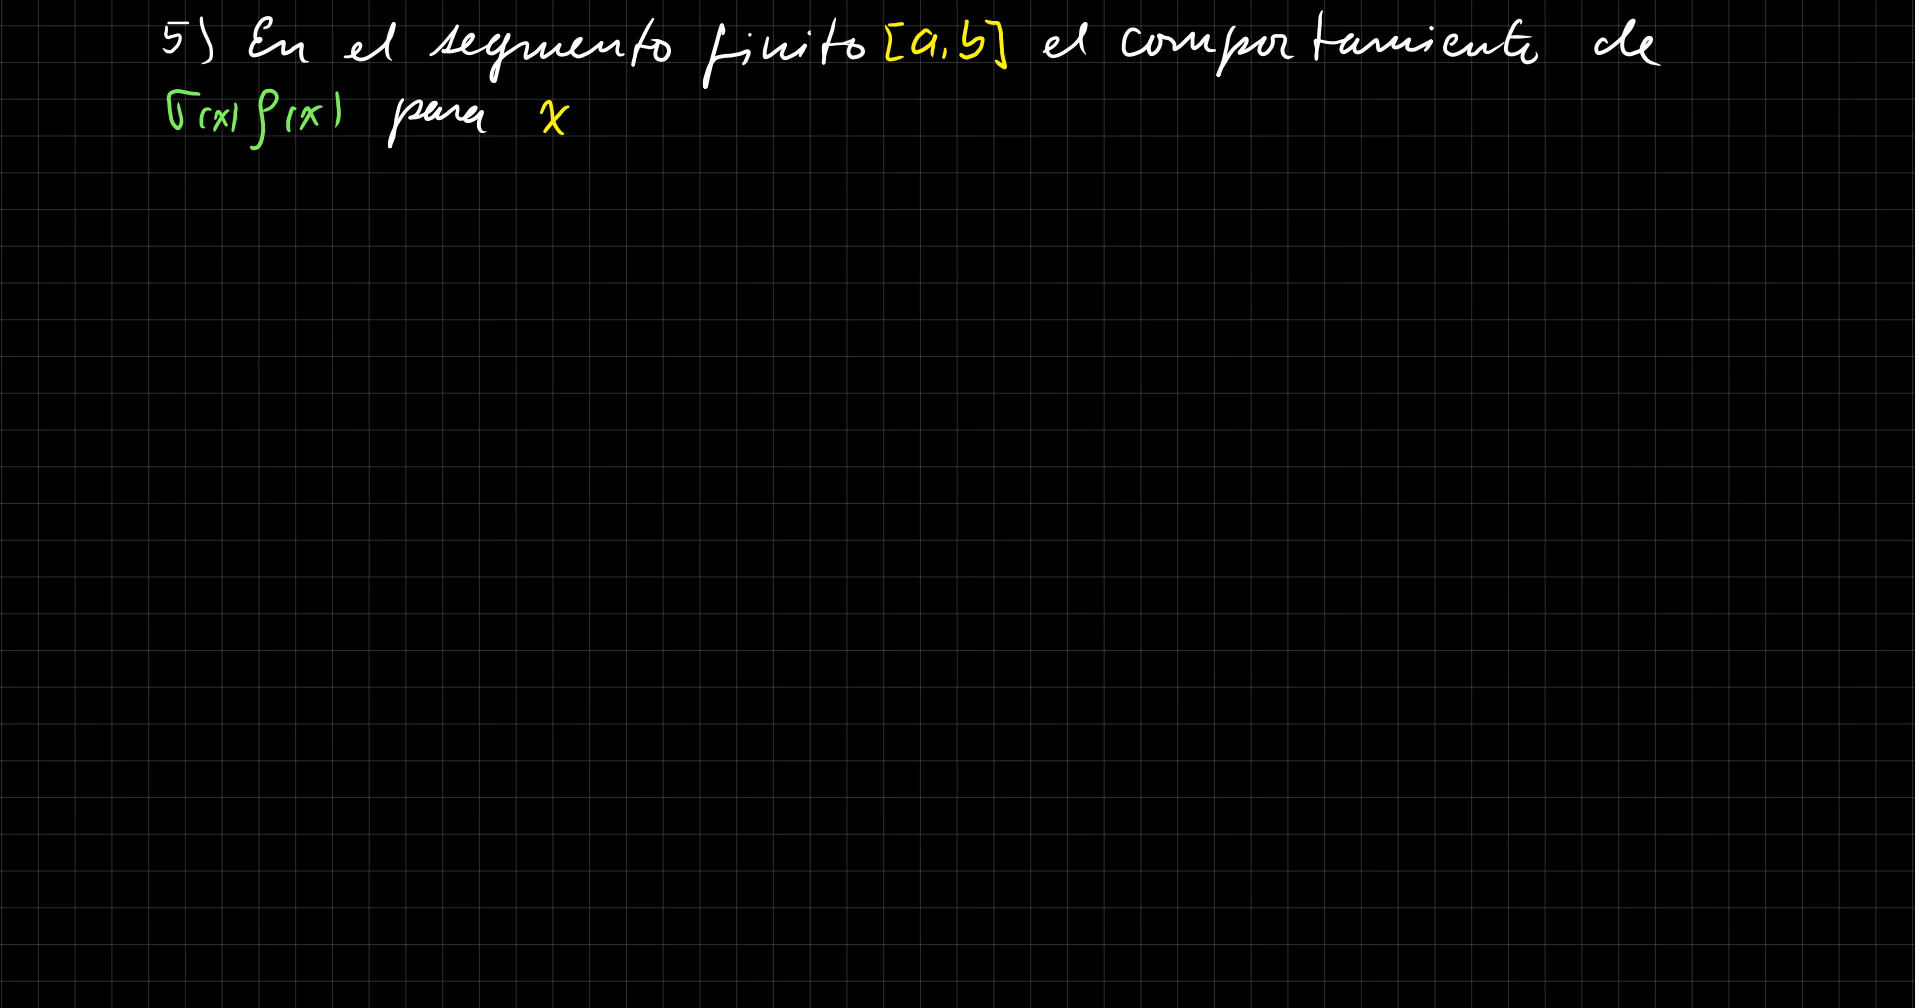 5) En el segmento finito [a,b] el comportamiento de
σ(x)ρ(x) para x